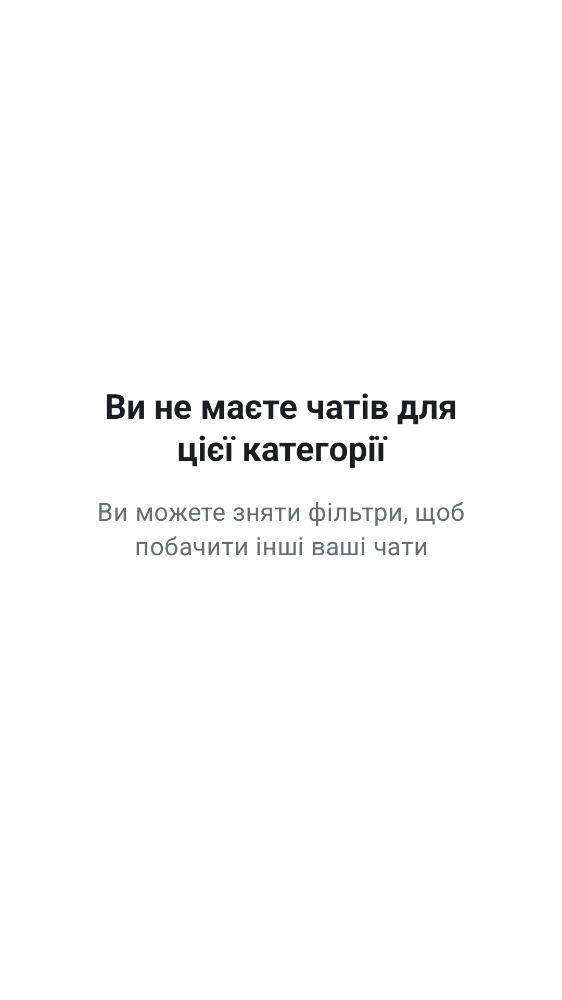 Ви не маєте чатів для
цієї категорії
Ви можете зняти фільтри, щоб
побачити інші ваші чати